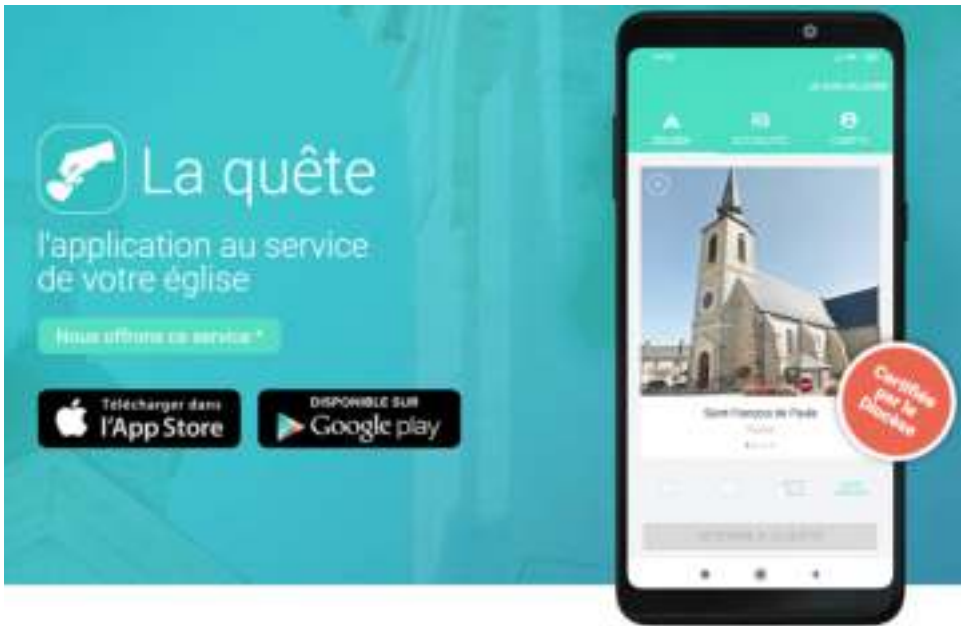 La quête
l'application au service
de votre église
Nous offrons ce service *
Télécharger dans
l'App Store
DISPONIBLE SUR
Google play
Saint François de Paule
Certifiée
par le
diocèse